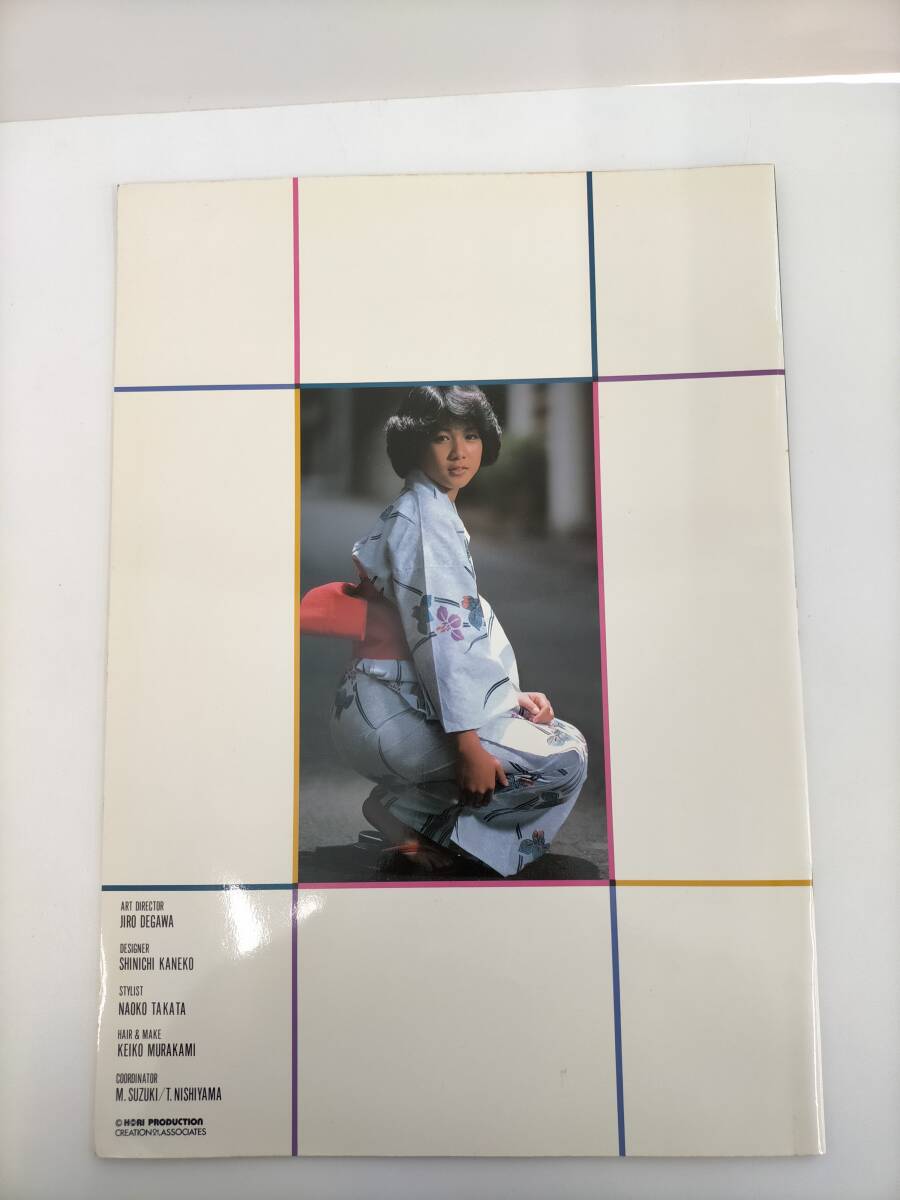 ART DIRECTOR
JIRO DEGAWA
DESIGNER
SHINICHI KANEKO
STYLIST
NAOKO TAKATA
HAIR & MAKE
KEIKO MURAKAMI
COORDINATOR
M. SUZUKI/T. NISHIYAMA
© HORI PRODUCTION
CREATION ASSOCIATES